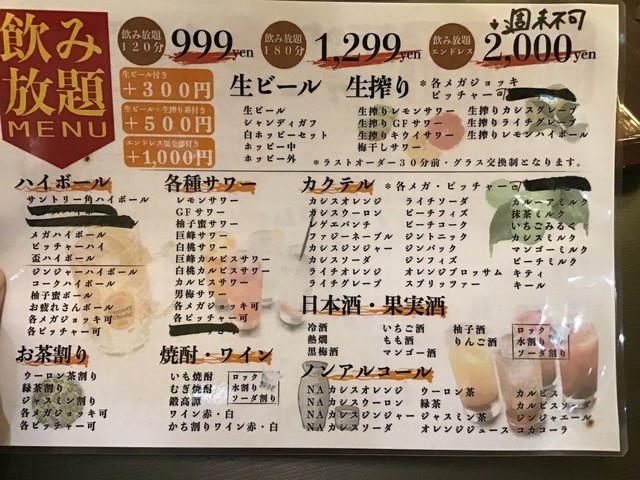 飲み
放題
MENU
飲み放題
120分
999yen
飲み放題
180分
1,299yen
飲み放題
エンドレス
2,000yen
↓週末不可
生ビール付き
+300円
生ビール・生搾り系付き
+500円
エンドレス
+1,000円
生ビール
生ビール
シャンディガフ
白ホッピーセット
ホッピー中
ホッピー外
生搾り
*各メガジョッキ
ピッチャー可
生搾りレモンサワー
生搾りGFサワー
生搾りキウイサワー
梅干しサワー
生搾りカシスグレープ
生搾りライチグレープ
生搾りレモンハイボール
*ラストオーダー30分前・グラス交換制となります。
ハイボール
サントリー角ハイボール
メガハイボール
ピッチャーハイ
盃ハイボール
ジンジャーハイボール
コークハイボール
柚子蜜ボール
お疲れさんボール
各メガジョッキ可
各ピッチャー可
各種サワー
レモンサワー
GFサワー
柚子蜜サワー
巨峰サワー
白桃サワー
巨峰カルピスサワー
白桃カルピスサワー
カルピスサワー
男梅サワー
各メガジョッキ可
各ピッチャー可
カクテル
*各メガ・ピッチャー可
カシスオレンジ
カシスウーロン
レゲエパンチ
ファジーネーブル
カシスジンジャー
カシスソーダ
ライチオレンジ
ライチグレープ
ライチソーダ
ピーチフィズ
ピーチコーク
ジントニック
ジンバック
ジンフィズ
オレンジブロッサム
スプリッツァー
カルーアミルク
抹茶ミルク
いちごみるく
カシスミルク
マンゴーミルク
ピーチミルク
キティ
キール
日本酒・果実酒
冷酒
熱燗
黒梅酒
いちご酒
もも酒
マンゴー酒
柚子酒
りんご酒
ロック
水割り
ソーダ割り
お茶割り
ウーロン茶割り
緑茶割り
ジャスミン割り
各メガジョッキ可
各ピッチャー可
焼酎・ワイン
いも焼酎
むぎ焼酎
鍛高譚
ワイン赤・白
かち割りワイン赤・白
ロック
水割り
ソーダ割り
ノンアルコール
NAカシスオレンジ
NAカシスウーロン
NAカシスジンジャー
NAカシスソーダ
ウーロン茶
緑茶
ジャスミン茶
オレンジジュース
カルピス
カルピスソーダ
ジンジャエール
コカコーラ